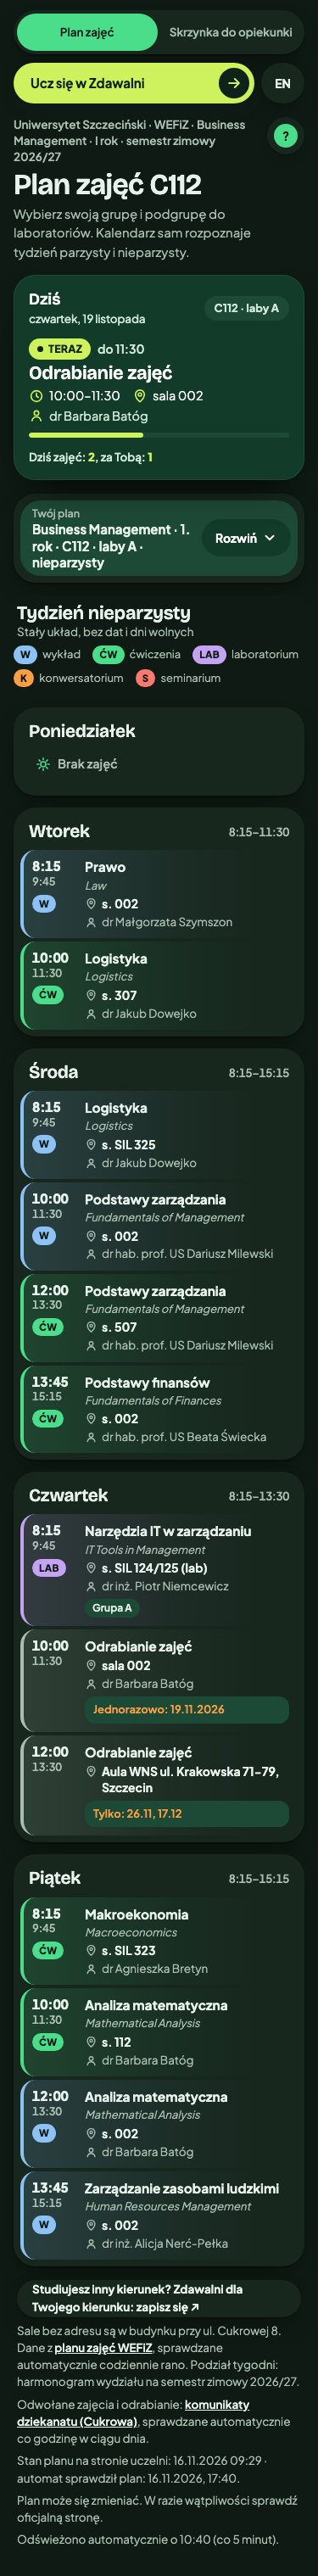 Plan zajęć
Skrzynka do opiekunki
Ucz się w Zdawalni
EN
Uniwersytet Szczeciński · WEFiZ · Business
Management · I rok · semestr zimowy
2026/27
?
Plan zajęć C112
Wybierz swoją grupę i podgrupę do
laboratoriów. Kalendarz sam rozpoznaje
tydzień parzysty i nieparzysty.
Dziś
czwartek, 19 listopada
C112 · laby A
TERAZ do 11:30
Odrabianie zajęć
10:00–11:30 sala 002
dr Barbara Batóg
Dziś zajęć: 2, za Tobą: 1
Twój plan
Business Management · 1.
rok · C112 · laby A ·
nieparzysty
Rozwiń
Tydzień nieparzysty
Stały układ, bez dat i dni wolnych
W wykład ĆW ćwiczenia LAB laboratorium
K konwersatorium S seminarium
Poniedziałek
Brak zajęć
Wtorek
8:15–11:30
8:15
9:45
W
Prawo
Law
s. 002
dr Małgorzata Szymszon
10:00
11:30
ĆW
Logistyka
Logistics
s. 307
dr Jakub Dowejko
Środa
8:15–15:15
8:15
9:45
W
Logistyka
Logistics
s. SIL 325
dr Jakub Dowejko
10:00
11:30
W
Podstawy zarządzania
Fundamentals of Management
s. 002
dr hab. prof. US Dariusz Milewski
12:00
13:30
ĆW
Podstawy zarządzania
Fundamentals of Management
s. 507
dr hab. prof. US Dariusz Milewski
13:45
15:15
ĆW
Podstawy finansów
Fundamentals of Finances
s. 002
dr hab. prof. US Beata Świecka
Czwartek
8:15–13:30
8:15
9:45
LAB
Narzędzia IT w zarządzaniu
IT Tools in Management
s. SIL 124/125 (lab)
dr inż. Piotr Niemcewicz
Grupa A
10:00
11:30
Odrabianie zajęć
sala 002
dr Barbara Batóg
Jednorazowo: 19.11.2026
12:00
13:30
Odrabianie zajęć
Aula WNS ul. Krakowska 71-79,
Szczecin
Tylko: 26.11, 17.12
Piątek
8:15–15:15
8:15
9:45
ĆW
Makroekonomia
Macroeconomics
s. SIL 323
dr Agnieszka Bretyn
10:00
11:30
ĆW
Analiza matematyczna
Mathematical Analysis
s. 112
dr Barbara Batóg
12:00
13:30
W
Analiza matematyczna
Mathematical Analysis
s. 002
dr Barbara Batóg
13:45
15:15
W
Zarządzanie zasobami ludzkimi
Human Resources Management
s. 002
dr inż. Alicja Nerć-Pełka
Studiujesz inny kierunek? Zdawalni dla
Twojego kierunku: zapisz się ↗
Sale bez adresu są w budynku przy ul. Cukrowej 8.
Dane z planu zajęć WEFiZ, sprawdzane
automatycznie codziennie rano. Podział tygodni:
harmonogram wydziału na semestr zimowy 2026/27.
Odwołane zajęcia i odrabianie: komunikaty
dziekanatu (Cukrowa), sprawdzane automatycznie
co godzinę w ciągu dnia.
Stan planu na stronie uczelni: 16.11.2026 09:29 ·
automat sprawdził plan: 16.11.2026, 17:40.
Plan może się zmieniać. W razie wątpliwości sprawdź
oficjalną stronę.
Odświeżono automatycznie o 10:40 (co 5 minut).